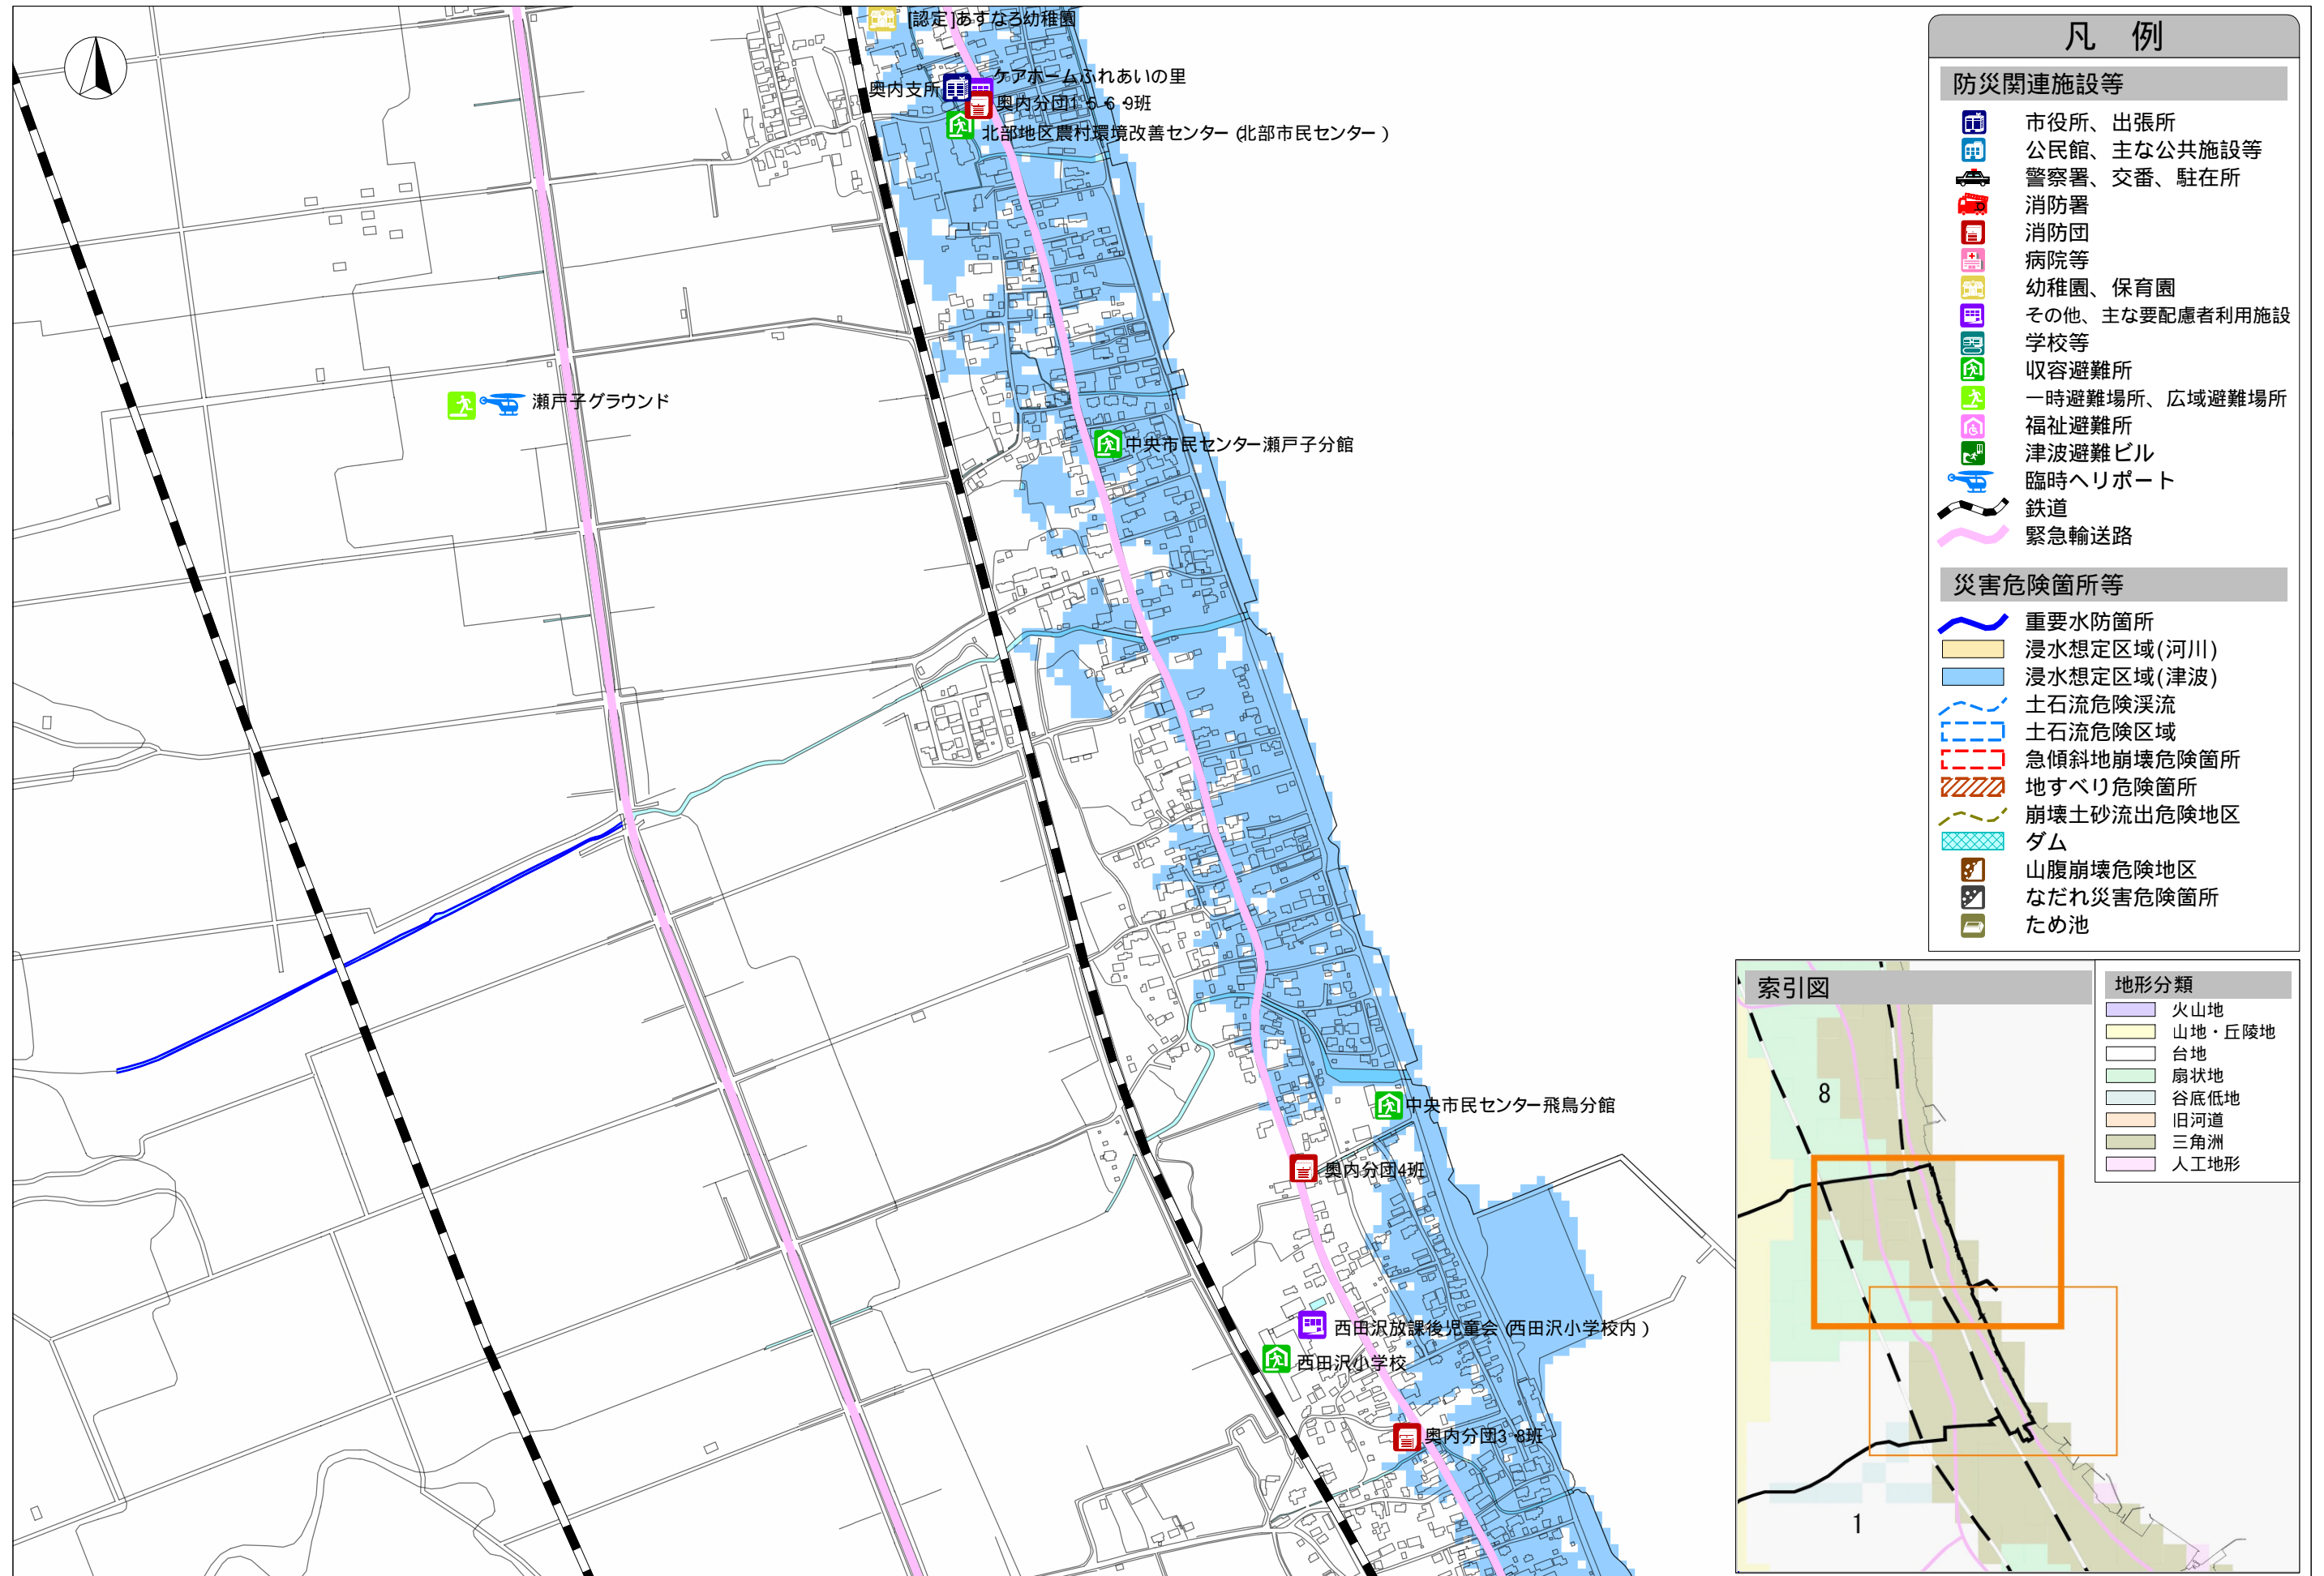 [認定]あすなろ幼稚園
ケアホームふれあいの里
奥内支所
奥内分団1・5・6・9班
北部地区農村環境改善センター(北部市民センター)
瀬戸子グラウンド
中央市民センター瀬戸子分館
中央市民センター飛鳥分館
奥内分団4班
西田沢放課後児童会(西田沢小学校内)
西田沢小学校
奥内分団3・8班
凡 例
防災関連施設等
市役所、出張所
公民館、主な公共施設等
警察署、交番、駐在所
消防署
消防団
病院等
幼稚園、保育園
その他、主な要配慮者利用施設
学校等
収容避難所
一時避難場所、広域避難場所
福祉避難所
津波避難ビル
臨時ヘリポート
鉄道
緊急輸送路
災害危険箇所等
重要水防箇所
浸水想定区域(河川)
浸水想定区域(津波)
土石流危険渓流
土石流危険区域
急傾斜地崩壊危険箇所
地すべり危険箇所
崩壊土砂流出危険地区
ダム
山腹崩壊危険地区
なだれ災害危険箇所
ため池
索引図
8
1
地形分類
火山地
山地・丘陵地
台地
扇状地
谷底低地
旧河道
三角洲
人工地形